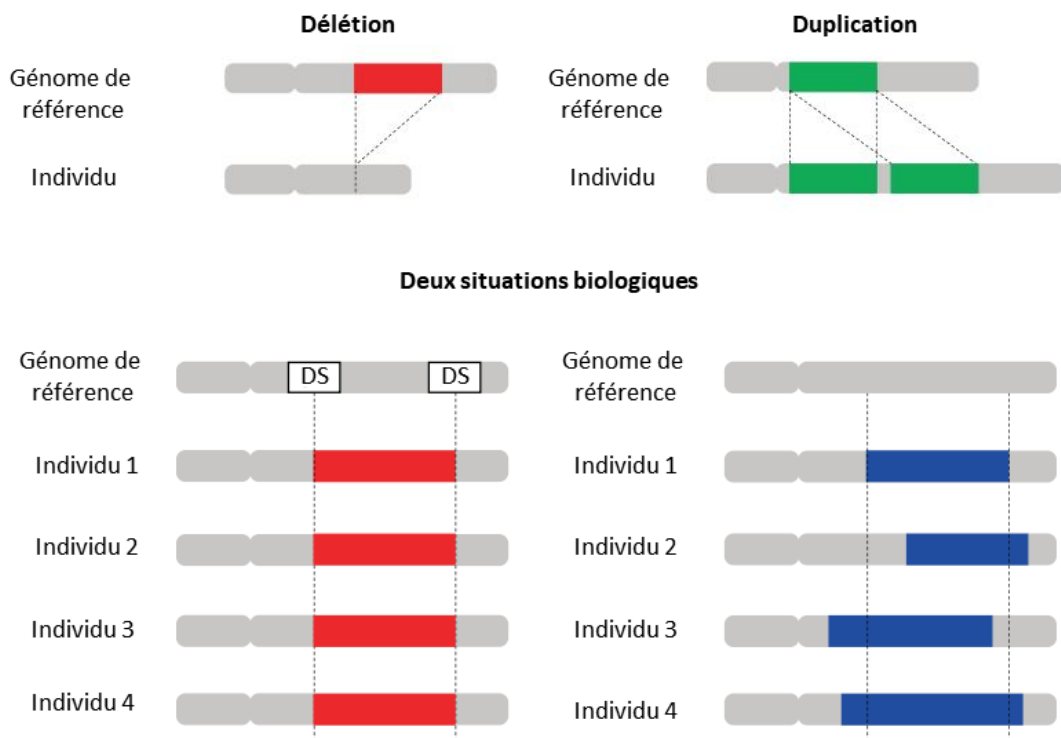 Délétion
Génome de
référence
Individu
Duplication
Génome de
référence
Individu
Deux situations biologiques
Génome de
référence
DS
DS
Individu 1
Individu 2
Individu 3
Individu 4
Génome de
référence
Individu 1
Individu 2
Individu 3
Individu 4